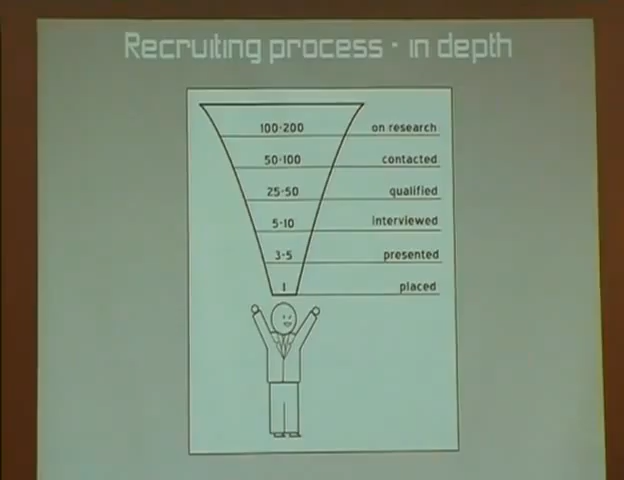 Recruiting process - in depth
100-200 on research
50-100 contacted
25-50 qualified
5-10 interviewed
3-5 presented
1 placed